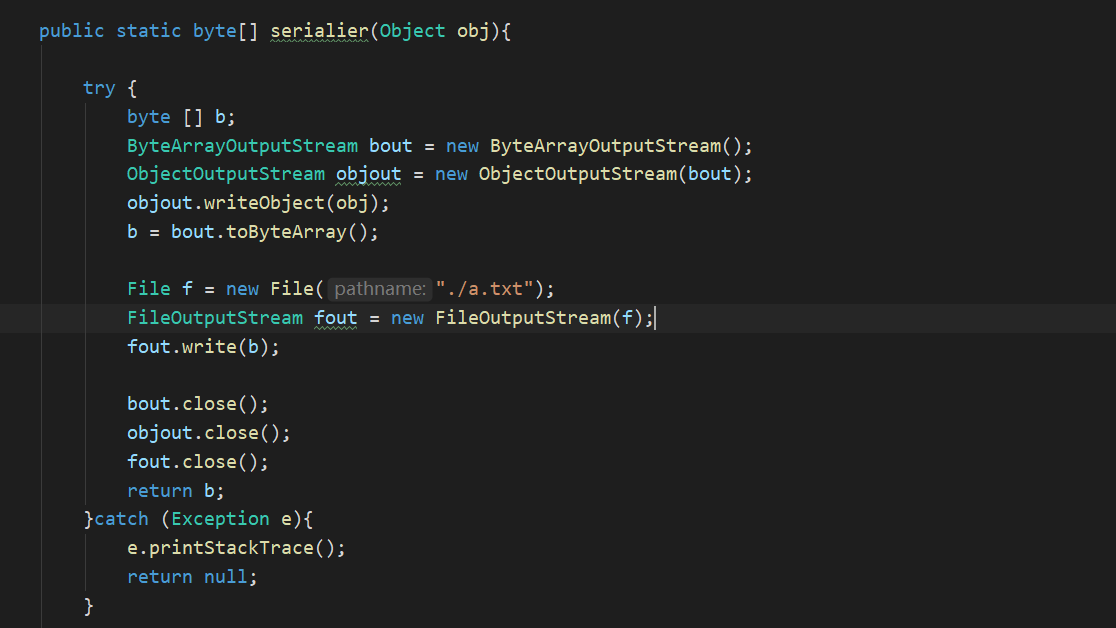 public static byte[] serialier(Object obj){
try {
byte [] b;
ByteArrayOutputStream bout = new ByteArrayOutputStream();
ObjectOutputStream objout = new ObjectOutputStream(bout);
objout.writeObject(obj);
b = bout.toByteArray();
File f = new File( pathname: "./a.txt");
FileOutputStream fout = new FileOutputStream(f);
fout.write(b);
bout.close();
objout.close();
fout.close();
return b;
}catch (Exception e){
e.printStackTrace();
return null;
}